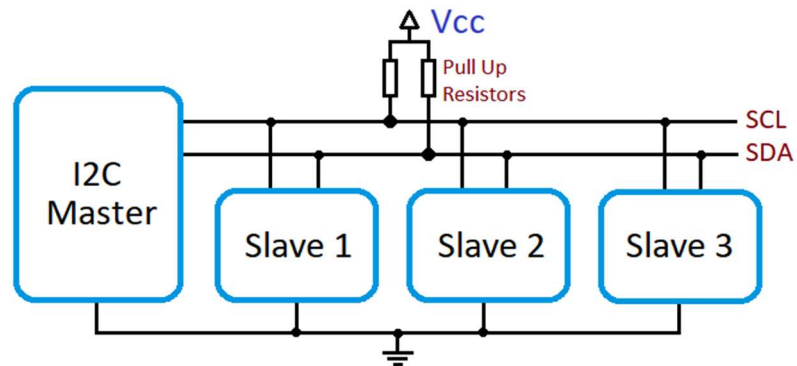 Vcc
Pull Up
Resistors
SCL
SDA
I2C
Master
Slave 1
Slave 2
Slave 3